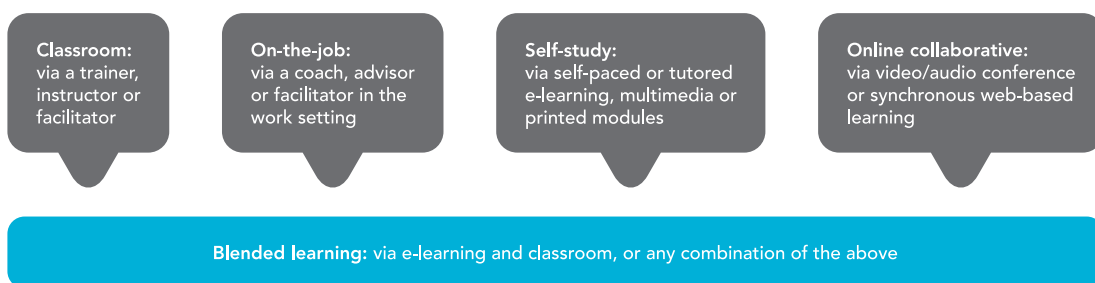 Classroom:
via a trainer,
instructor or
facilitator
On-the-job:
via a coach, advisor
or facilitator in the
work setting
Self-study:
via self-paced or tutored
e-learning, multimedia or
printed modules
Online collaborative:
via video/audio conference
or synchronous web-based
learning
Blended learning: via e-learning and classroom, or any combination of the above